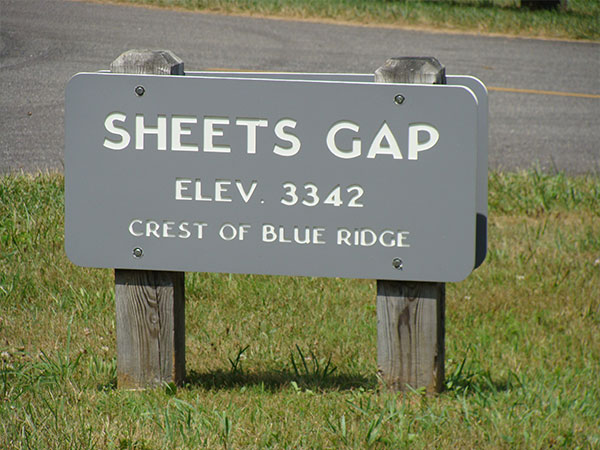 SHEETS GAP
ELEV. 3342
CREST OF BLUE RIDGE